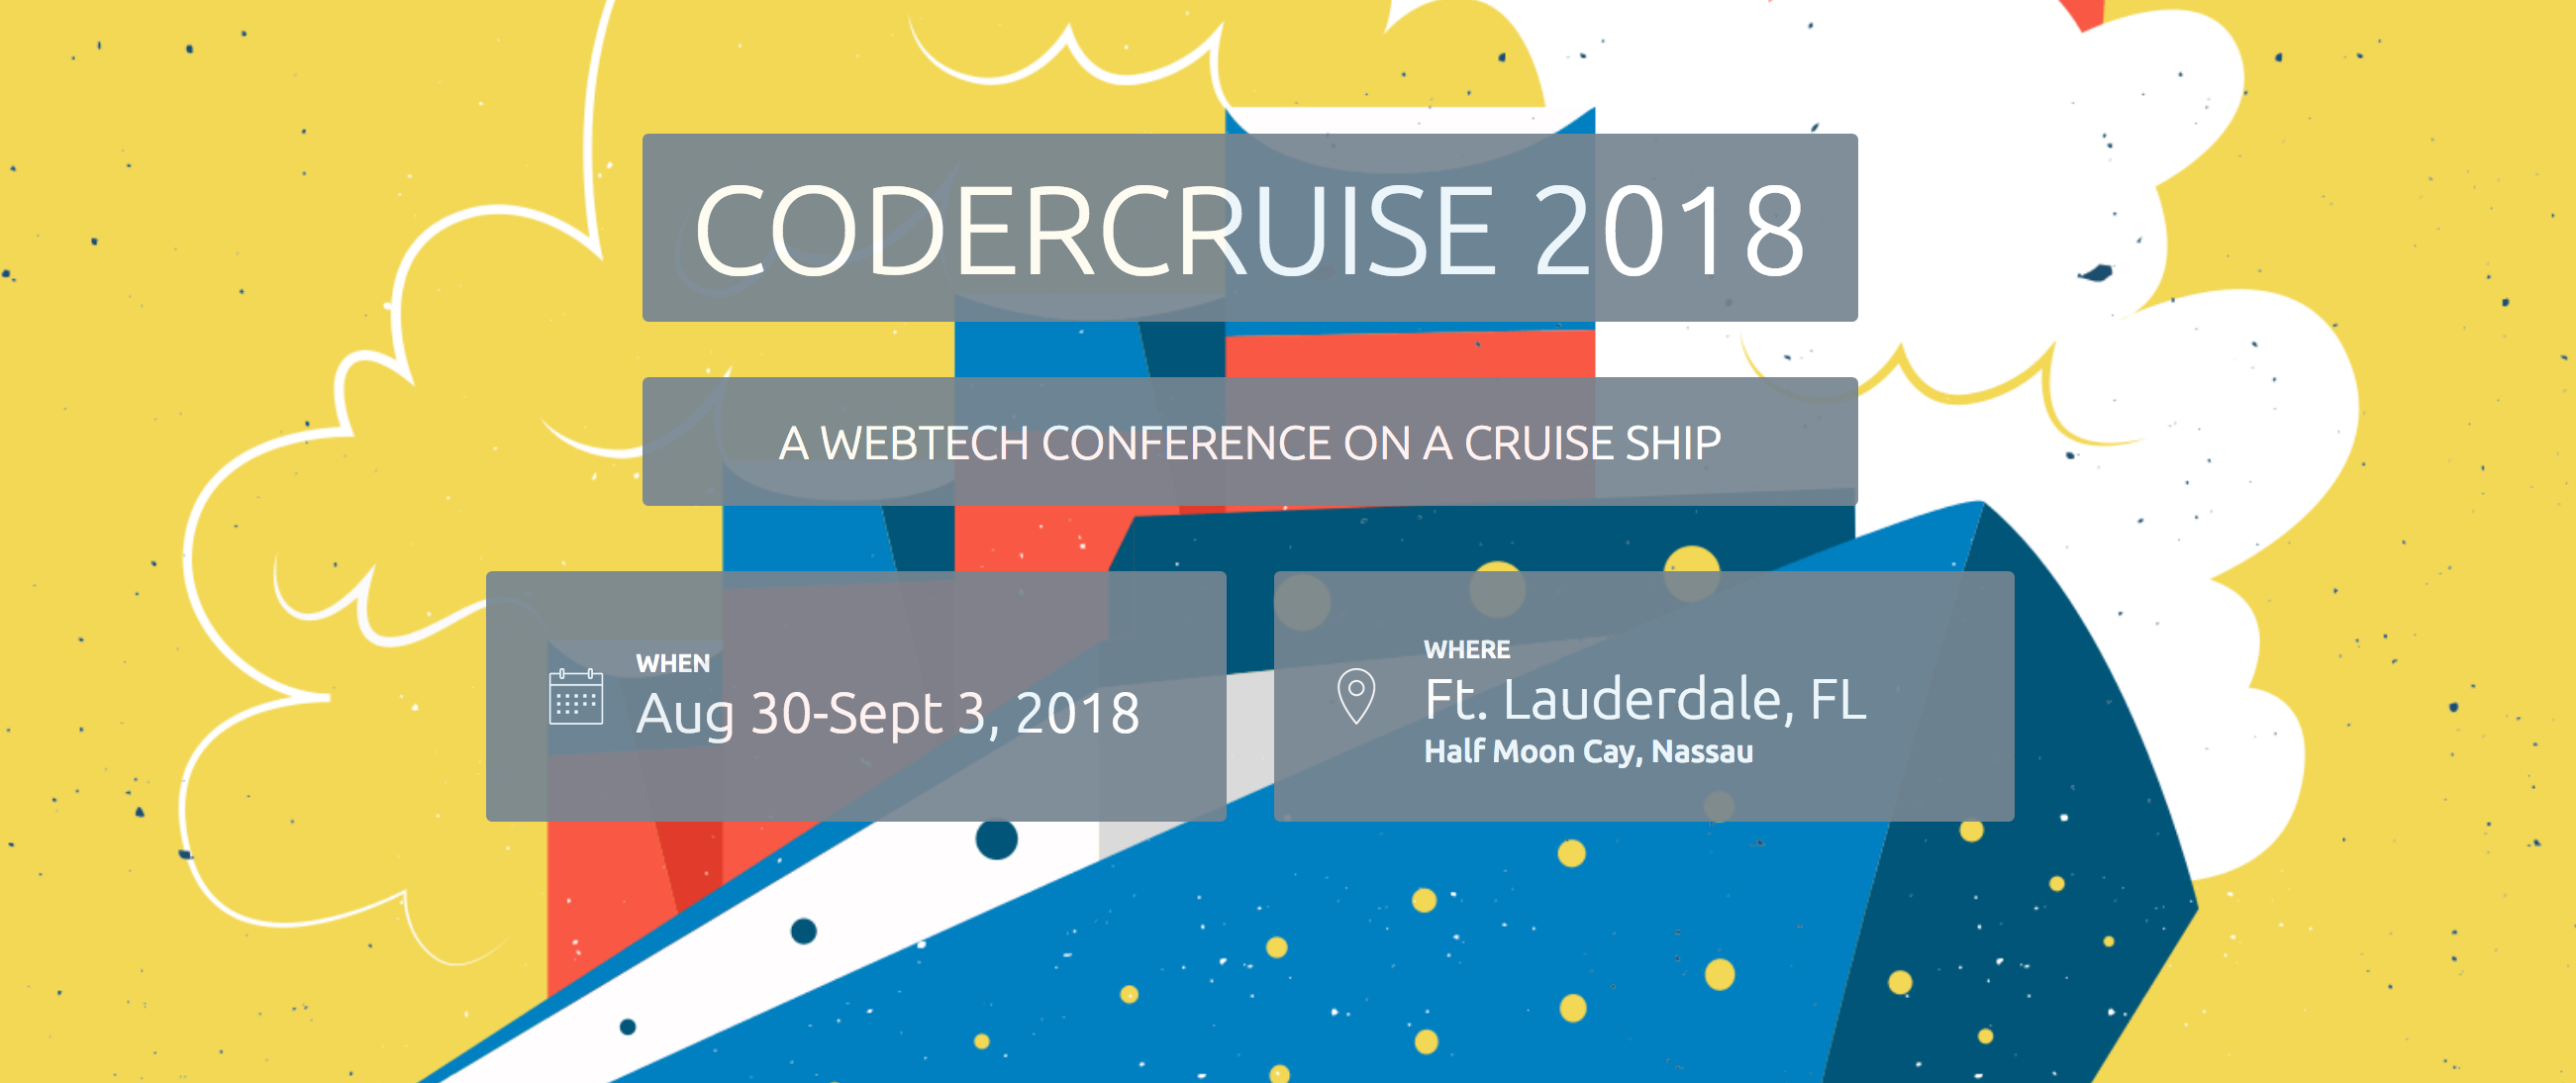 CODERCRUISE 2018
A WEBTECH CONFERENCE ON A CRUISE SHIP
WHEN
Aug 30-Sept 3, 2018
WHERE
Ft. Lauderdale, FL
Half Moon Cay, Nassau